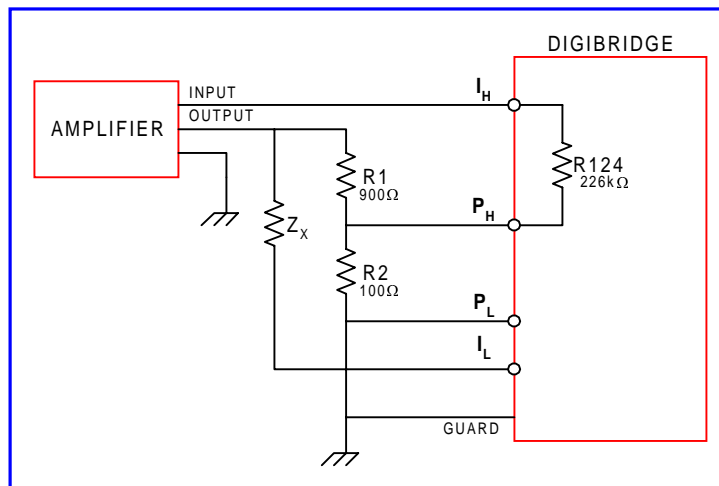 DIGIBRIDGE
I_H
INPUT
OUTPUT
AMPLIFIER
R124
226kΩ
R1
900Ω
P_H
Z_X
R2
100Ω
P_L
I_L
GUARD